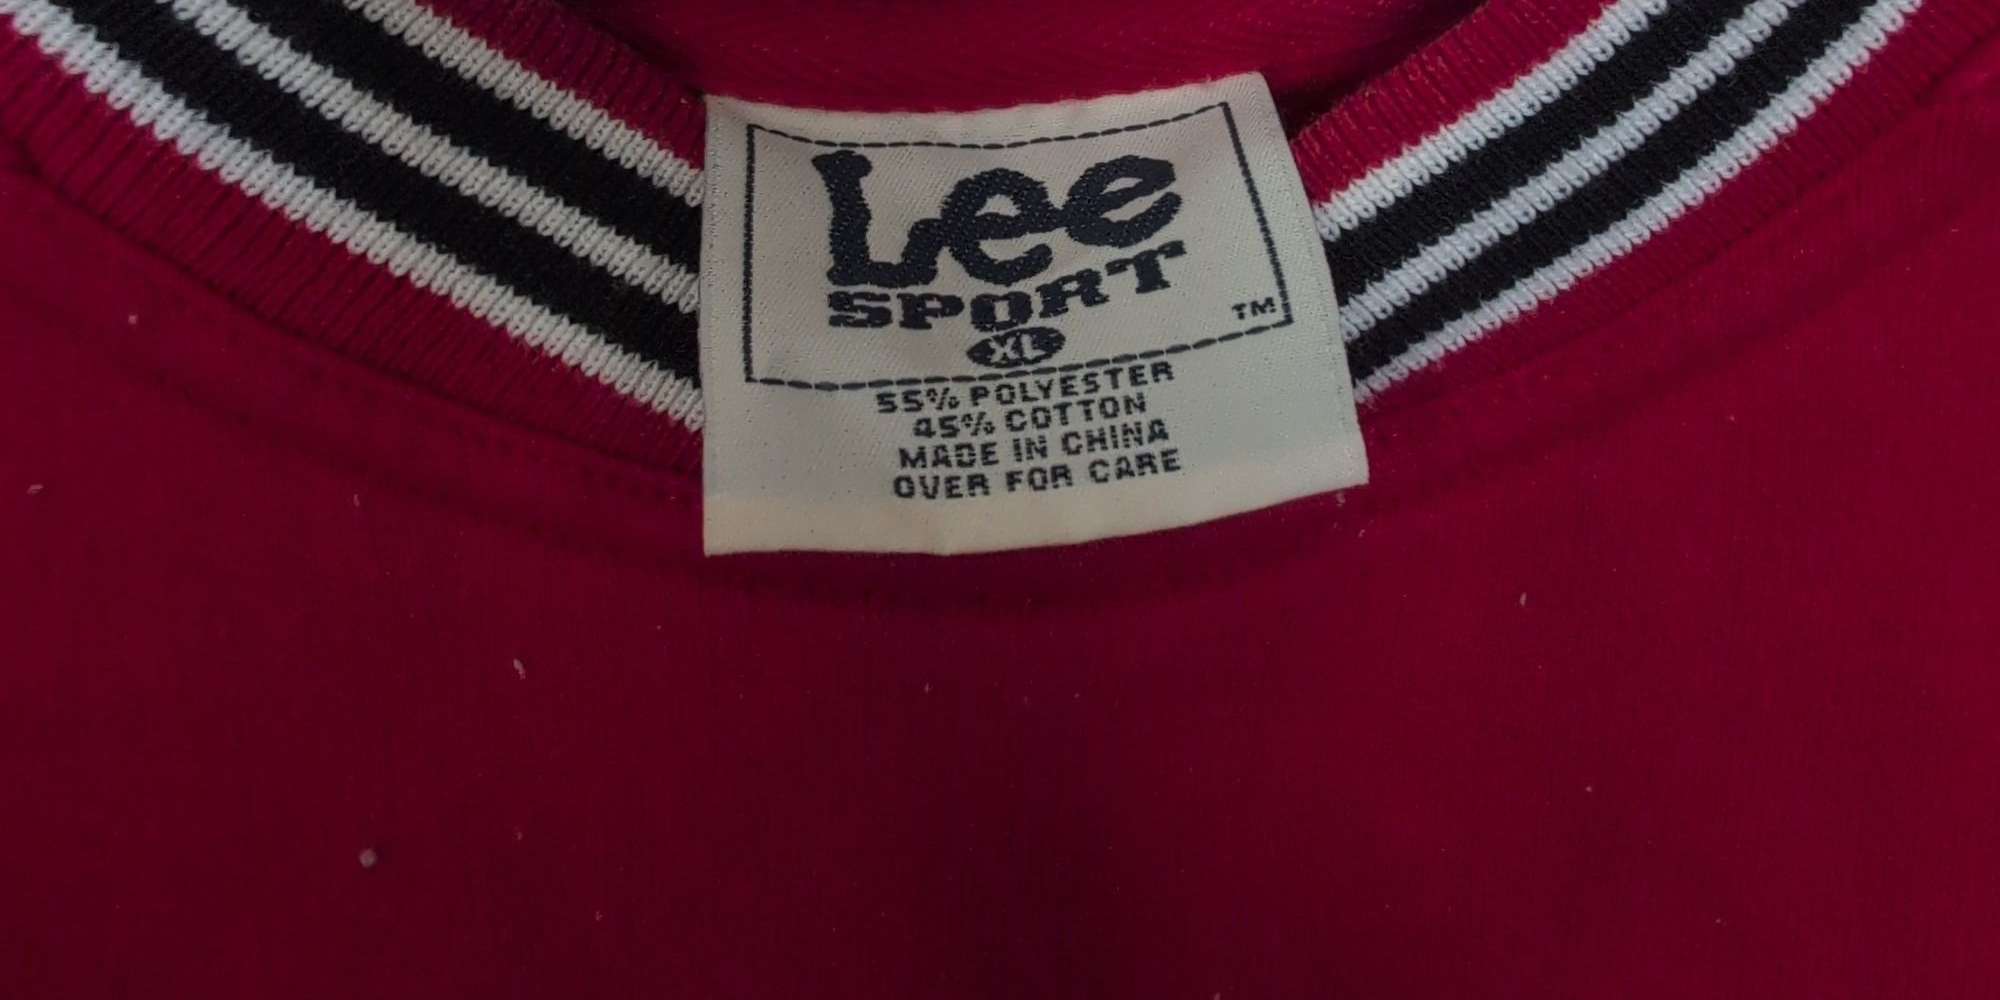 Lee
SPORT
TM
XL
55% POLYESTER
45% COTTON
MADE IN CHINA
OVER FOR CARE